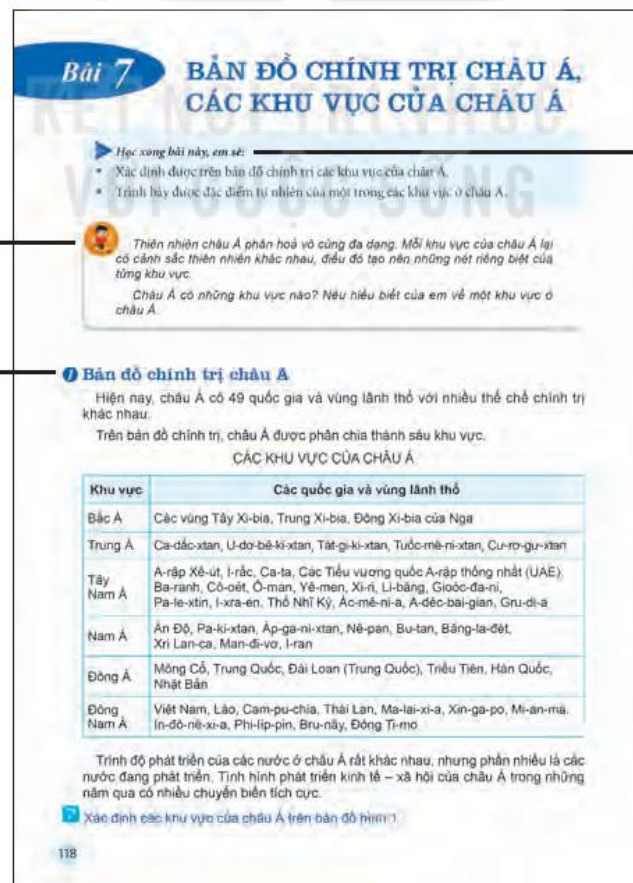 Bài 7
BẢN ĐỒ CHÍNH TRỊ CHÂU Á,
CÁC KHU VỰC CỦA CHÂU Á
KẾT NỐI TRI THỨC
VỚI CUỘC SỐNG
Học xong bài này, em sẽ:
• Xác định được trên bản đồ chính trị các khu vực của châu Á.
• Trình bày được đặc điểm tự nhiên của một trong các khu vực ở châu Á.
Thiên nhiên châu Á phân hoá vô cùng đa dạng. Mỗi khu vực của châu Á lại
có cảnh sắc thiên nhiên khác nhau, điều đó tạo nên những nét riêng biệt của
từng khu vực.
Châu Á có những khu vực nào? Nêu hiểu biết của em về một khu vực ở
châu Á.
1 Bản đồ chính trị châu Á
Hiện nay, châu Á có 49 quốc gia và vùng lãnh thổ với nhiều thể chế chính trị
khác nhau.
Trên bản đồ chính trị, châu Á được phân chia thành sáu khu vực.
CÁC KHU VỰC CỦA CHÂU Á
Khu vực Các quốc gia và vùng lãnh thổ
Bắc Á Các vùng Tây Xi-bia, Trung Xi-bia, Đông Xi-bia của Nga
Trung Á Ca-dắc-xtan, U-dơ-bê-ki-xtan, Tát-gi-ki-xtan, Tuốc-mê-ni-xtan, Cư-rơ-gư-xtan
Tây
Nam Á
A-rập Xê-út, I-rắc, Ca-ta, Các Tiểu vương quốc A-rập thống nhất (UAE),
Ba-ranh, Cô-oét, Ô-man, Yê-men, Xi-ri, Li-băng, Gioóc-đa-ni,
Pa-le-xtin, I-xra-en, Thổ Nhĩ Kỳ, Ác-mê-ni-a, A-déc-bai-gian, Gru-di-a
Nam Á
Ấn Độ, Pa-ki-xtan, Áp-ga-ni-xtan, Nê-pan, Bu-tan, Băng-la-đét,
Xri Lan-ca, Man-đi-vơ, I-ran
Đông Á
Mông Cổ, Trung Quốc, Đài Loan (Trung Quốc), Triều Tiên, Hàn Quốc,
Nhật Bản
Đông
Nam Á
Việt Nam, Lào, Cam-pu-chia, Thái Lan, Ma-lai-xi-a, Xin-ga-po, Mi-an-ma,
In-đô-nê-xi-a, Phi-líp-pin, Bru-nây, Đông Ti-mo
Trình độ phát triển của các nước ở châu Á rất khác nhau, nhưng phần nhiều là các
nước đang phát triển. Tình hình phát triển kinh tế – xã hội của châu Á trong những
năm qua có nhiều chuyển biến tích cực.
? Xác định các khu vực của châu Á trên bản đồ hình 1.
118